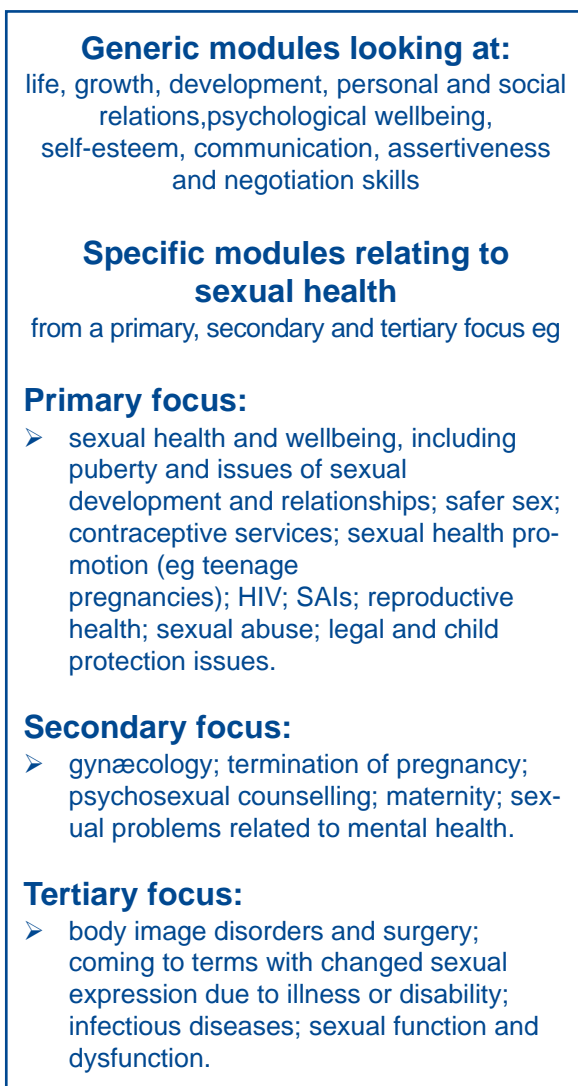 Generic modules looking at:
life, growth, development, personal and social
relations,psychological wellbeing,
self-esteem, communication, assertiveness
and negotiation skills
Specific modules relating to
sexual health
from a primary, secondary and tertiary focus eg
Primary focus:
➢ sexual health and wellbeing, including
puberty and issues of sexual
development and relationships; safer sex;
contraceptive services; sexual health pro-
motion (eg teenage
pregnancies); HIV; SAIs; reproductive
health; sexual abuse; legal and child
protection issues.
Secondary focus:
➢ gynæcology; termination of pregnancy;
psychosexual counselling; maternity; sex-
ual problems related to mental health.
Tertiary focus:
➢ body image disorders and surgery;
coming to terms with changed sexual
expression due to illness or disability;
infectious diseases; sexual function and
dysfunction.